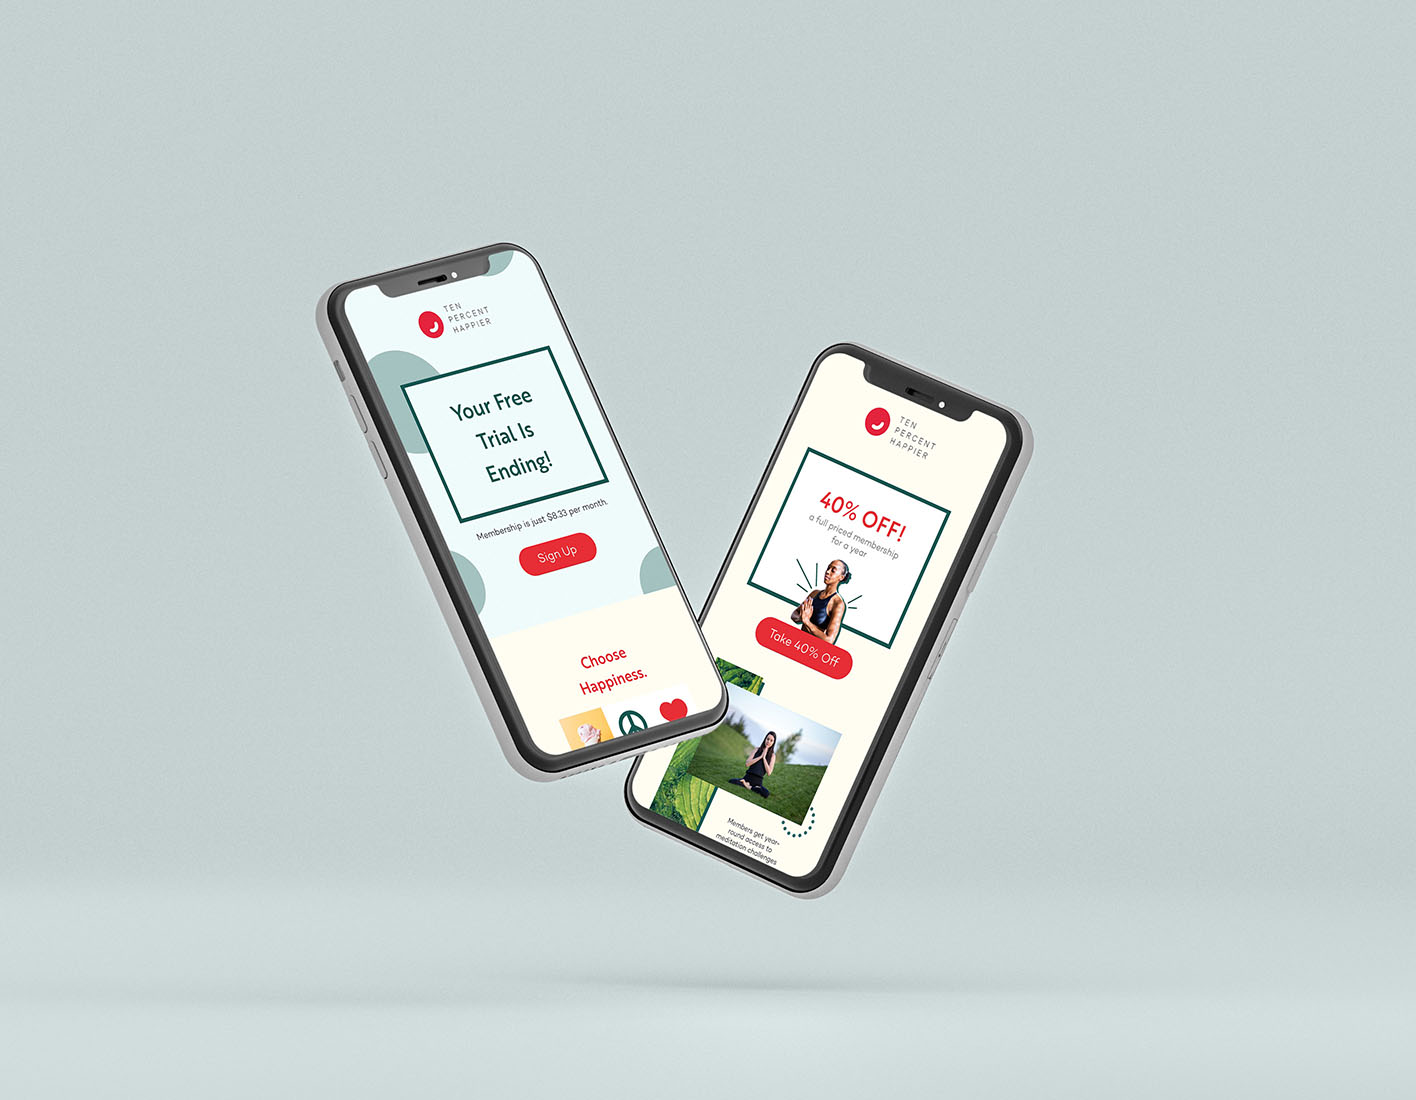 TEN
PERCENT
HAPPIER
Your Free
Trial Is
Ending!
Membership is just $8.33 per month.
Sign Up
Choose
Happiness.
TEN
PERCENT
HAPPIER
40% OFF!
a full priced membership
for a year
Take 40% Off
Members get year-
round access to
meditation challenges